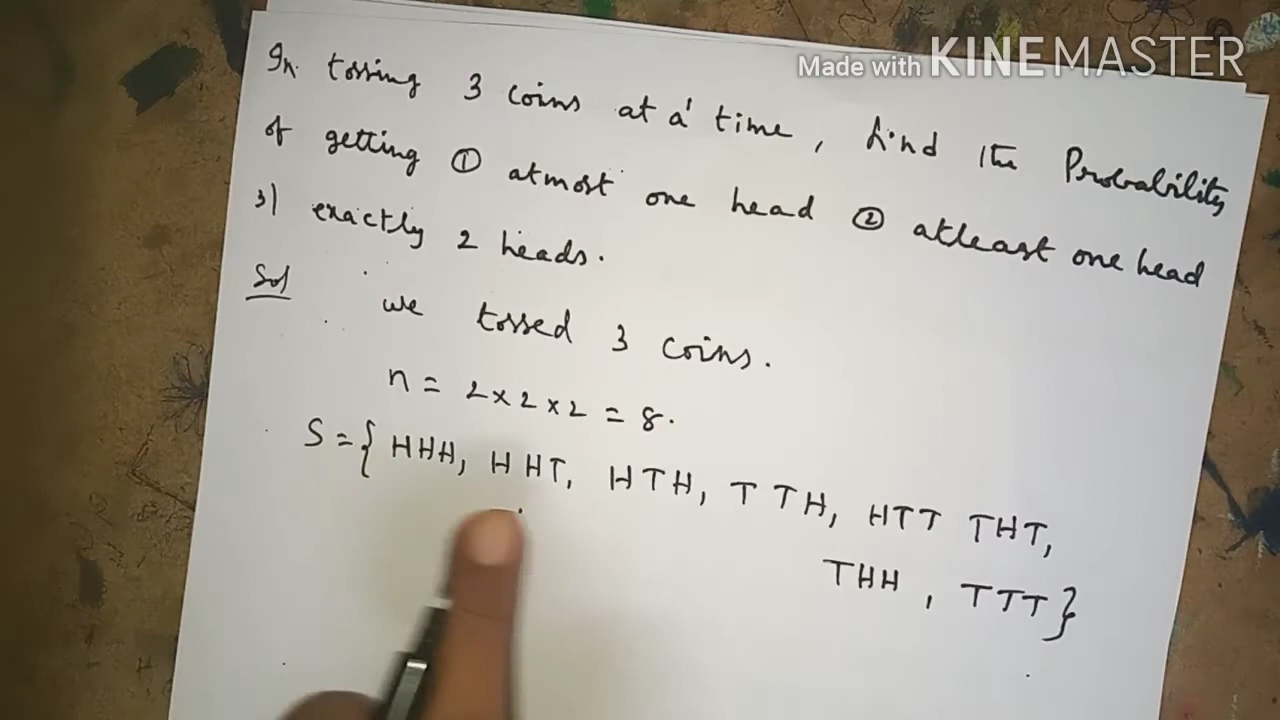 Made with KINEMASTER
In tossing 3 coins at a time, find the Probability
of getting ① atmost one head ② atleast one head
3) exactly 2 heads.
Sol we tossed 3 coins.
n = 2×2×2 = 8.
S={ HHH, HHT, HTH, TTH, HTT THT,
THH, TTT}